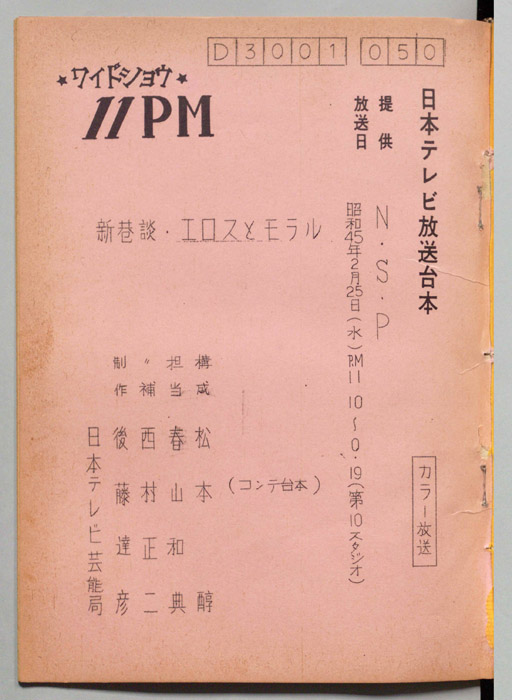 D3001 050
ワイドショウ
11PM
日本テレビ放送台本
カラー放送
提供 N・S・P
放送日 昭和45年2月25日(水)P.M11 10〜0・19(第10スタジオ)
新巷談・エロスとモラル
構成 松本醇
担当 春山和典
〃補 西村正二
制作 後藤達彦
日本テレビ芸能局
(コンテ台本)